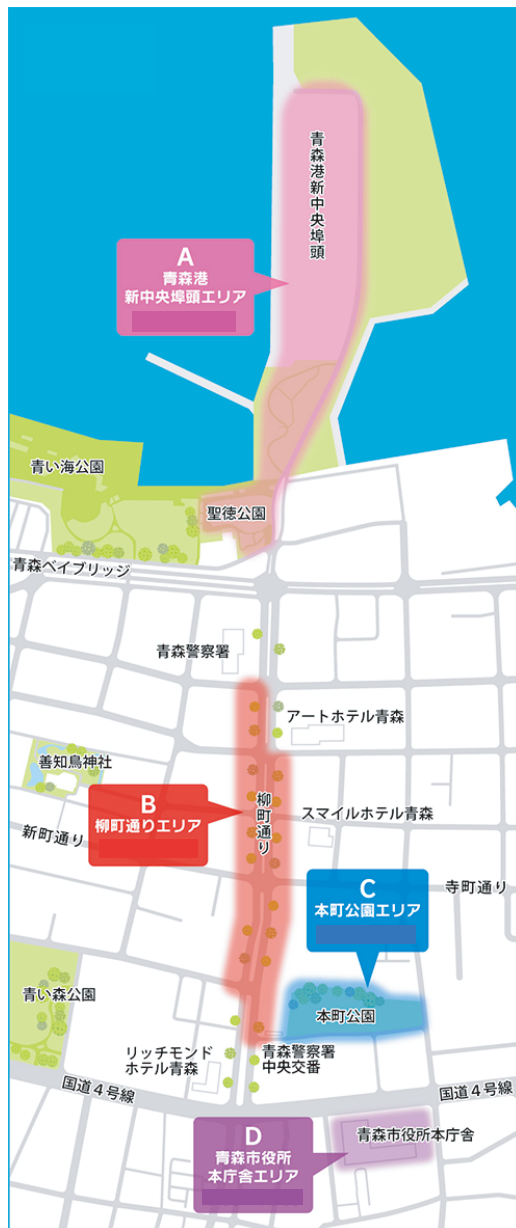 青森港新中央埠頭
A
青森港
新中央埠頭エリア
青い海公園
聖徳公園
青森ベイブリッジ
青森警察署
アートホテル青森
善知鳥神社
B
柳町通りエリア
柳町通り
スマイルホテル青森
新町通り
C
本町公園エリア
寺町通り
青い森公園
本町公園
リッチモンド
ホテル青森
青森警察署
中央交番
国道4号線
国道4号線
D
青森市役所
本庁舎エリア
青森市役所本庁舎